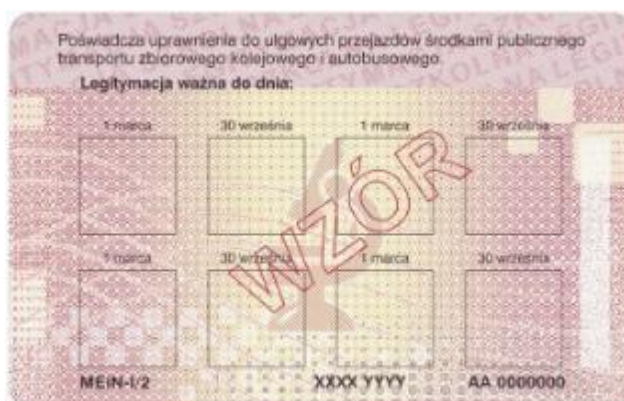 Poświadcza uprawnienia do ulgowych przejazdów środkami publicznego
transportu zbiorowego kolejowego i autobusowego
Legitymacja ważna do dnia:
1 marca 30 września 1 marca 30 września
WZÓR
1 marca 30 września 1 marca 30 września
MEiN-I/2 XXXX YYYY AA 0000000